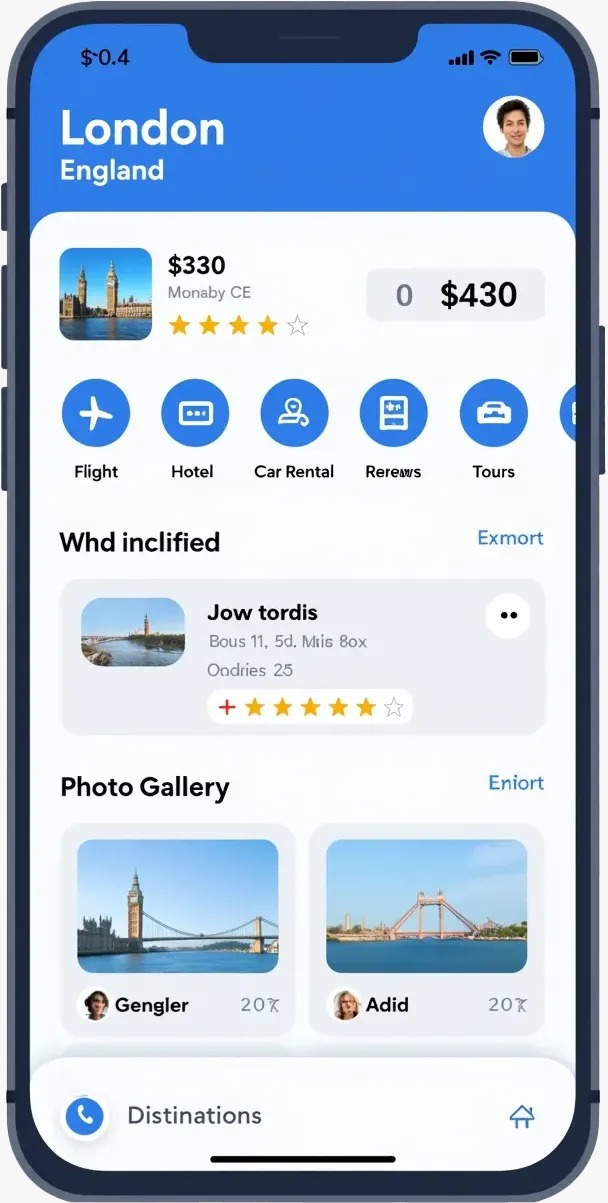 $0.4
London
England
$330
Monaby CE
0 $430
Flight
Hotel
Car Rental
Rerews
Tours
Whd inclified
Exmort
Jow tordis
Bous 11, 5d. Mris 8ox
Ondries 25
Photo Gallery
Eniort
Gengler
20
Adid
20
Distinations